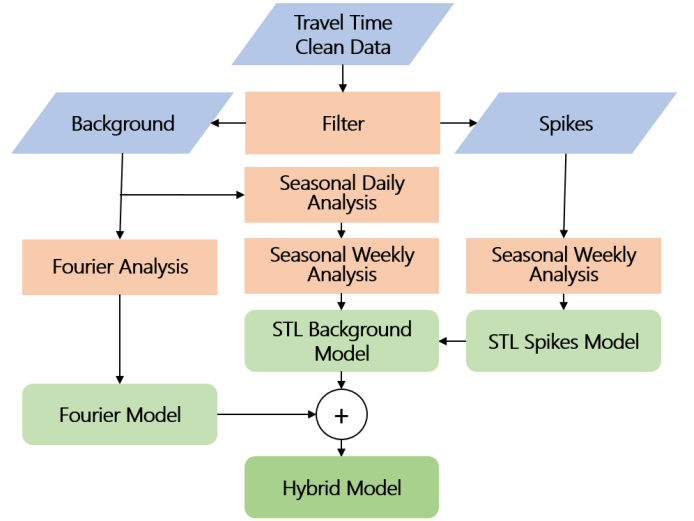 Travel Time
Clean Data
Background
Filter
Spikes
Seasonal Daily
Analysis
Fourier Analysis
Seasonal Weekly
Analysis
Seasonal Weekly
Analysis
STL Background
Model
STL Spikes Model
Fourier Model
+
Hybrid Model